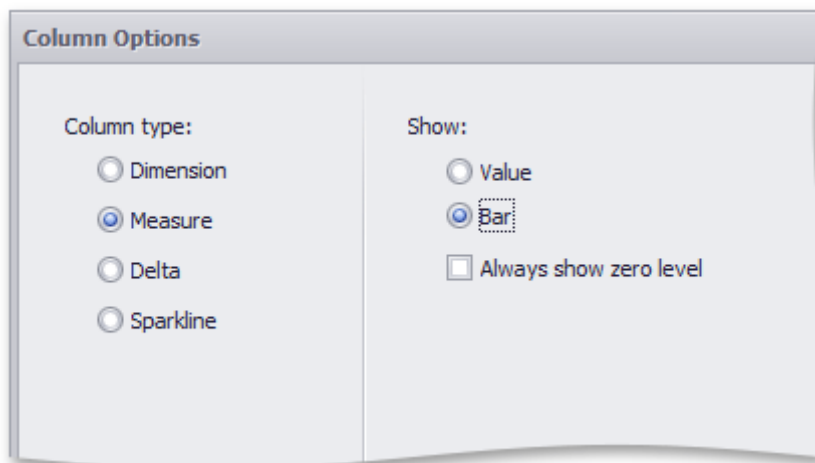 Column Options
Column type:
Dimension
Measure
Delta
Sparkline
Show:
Value
Bar
Always show zero level